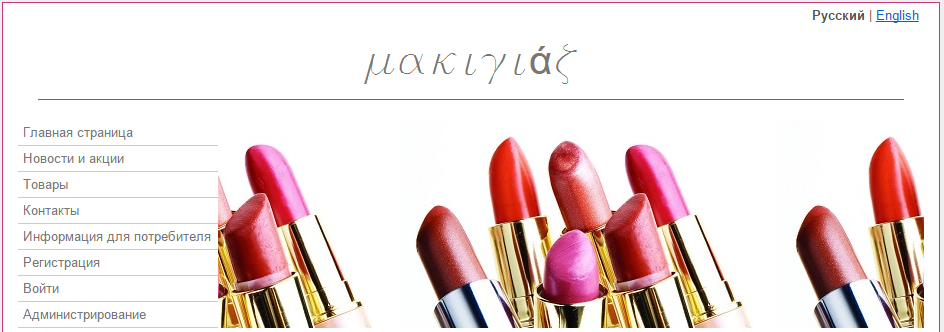 Русский | English
μακιγιάζ
Главная страница
Новости и акции
Товары
Контакты
Информация для потребителя
Регистрация
Войти
Администрирование